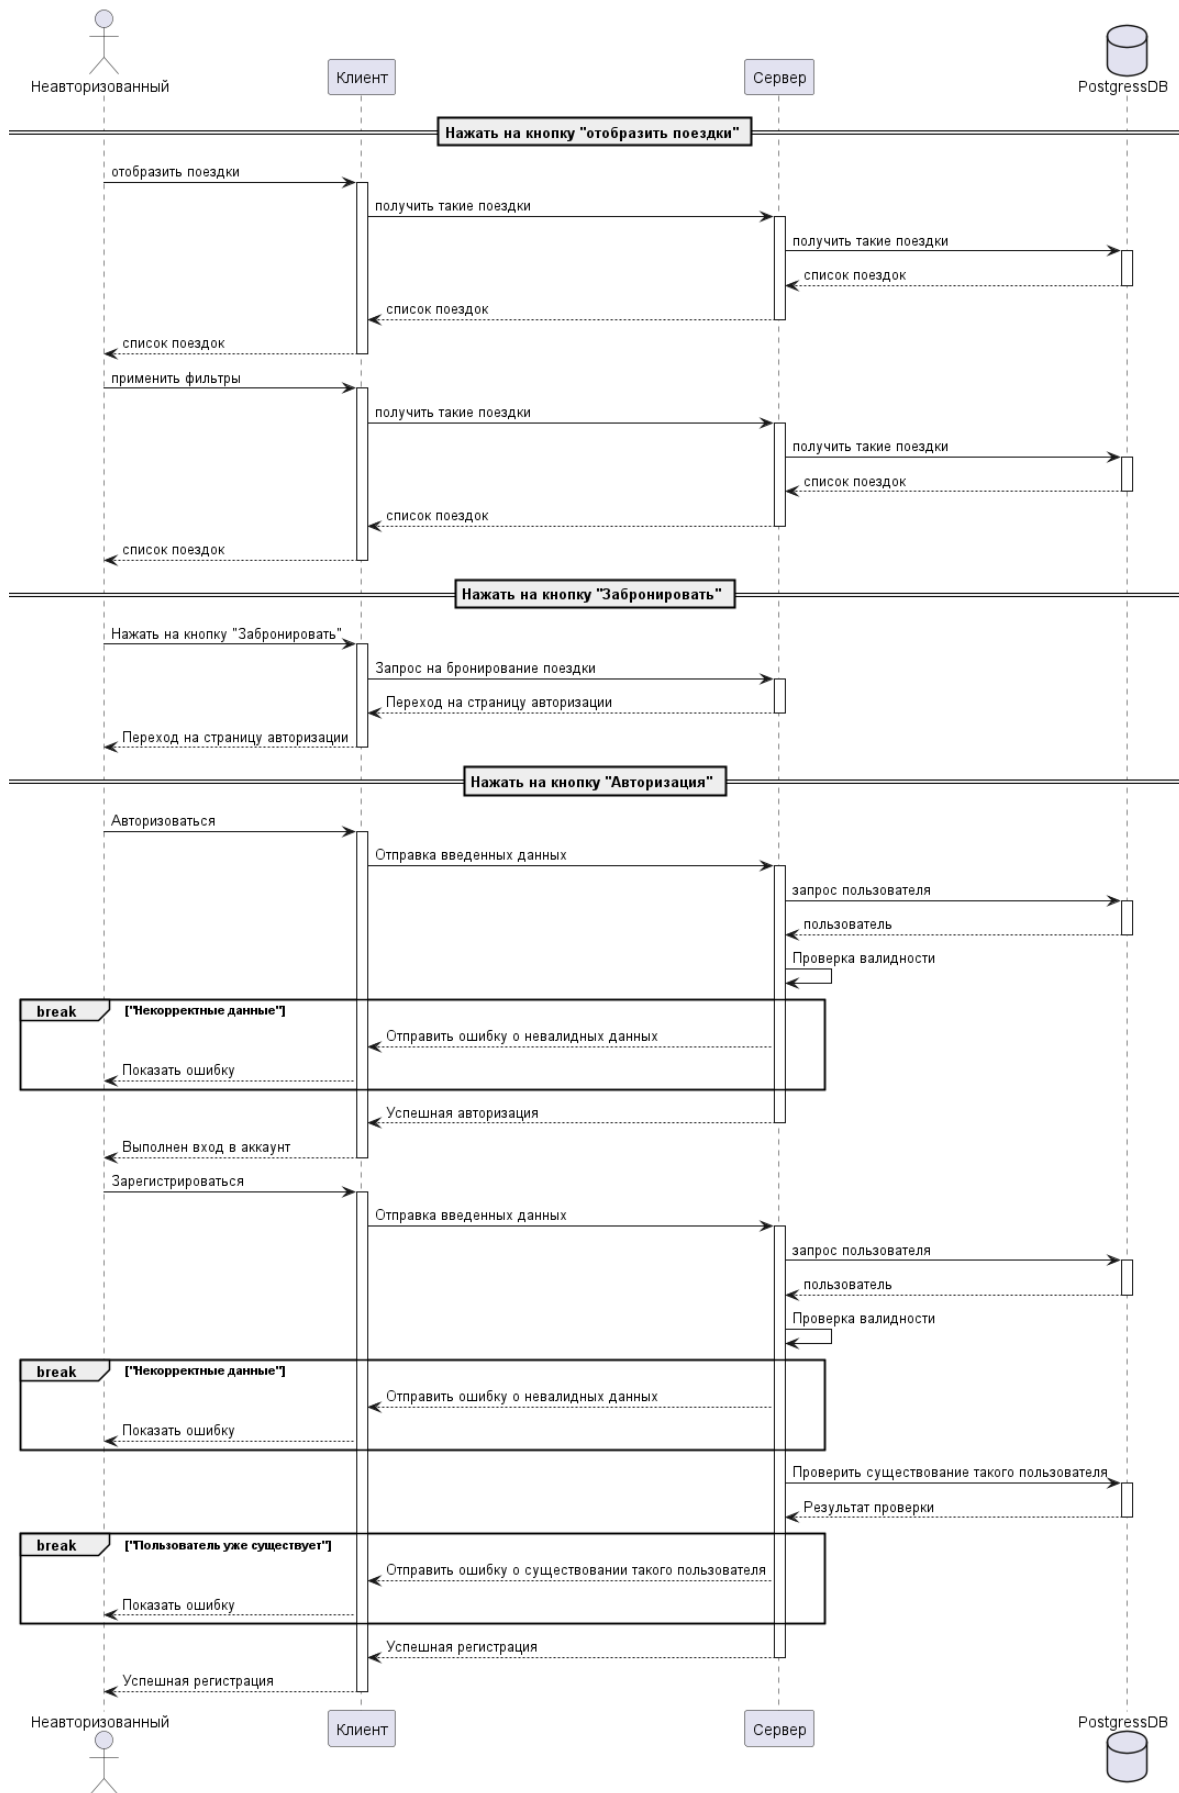 Неавторизованный
Клиент
Сервер
PostgressDB
Нажать на кнопку "отобразить поездки"
отобразить поездки
получить такие поездки
получить такие поездки
список поездок
список поездок
список поездок
применить фильтры
получить такие поездки
получить такие поездки
список поездок
список поездок
список поездок
Нажать на кнопку "Забронировать"
Нажать на кнопку "Забронировать"
Запрос на бронирование поездки
Переход на страницу авторизации
Переход на страницу авторизации
Нажать на кнопку "Авторизация"
Авторизоваться
Отправка введенных данных
запрос пользователя
пользователь
Проверка валидности
break ["Некорректные данные"]
Отправить ошибку о невалидных данных
Показать ошибку
Успешная авторизация
Выполнен вход в аккаунт
Зарегистрироваться
Отправка введенных данных
запрос пользователя
пользователь
Проверка валидности
break ["Некорректные данные"]
Отправить ошибку о невалидных данных
Показать ошибку
Проверить существование такого пользователя
Результат проверки
break ["Пользователь уже существует"]
Отправить ошибку о существовании такого пользователя
Показать ошибку
Успешная регистрация
Успешная регистрация
Неавторизованный
Клиент
Сервер
PostgressDB